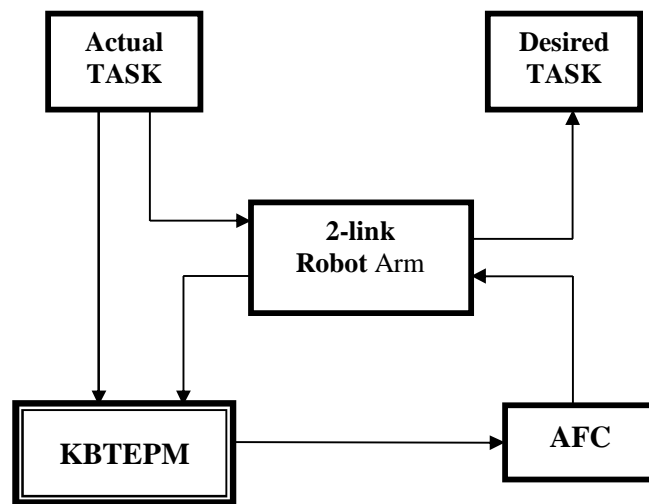 Actual
TASK
Desired
TASK
2-link
Robot Arm
KBTEPM
AFC